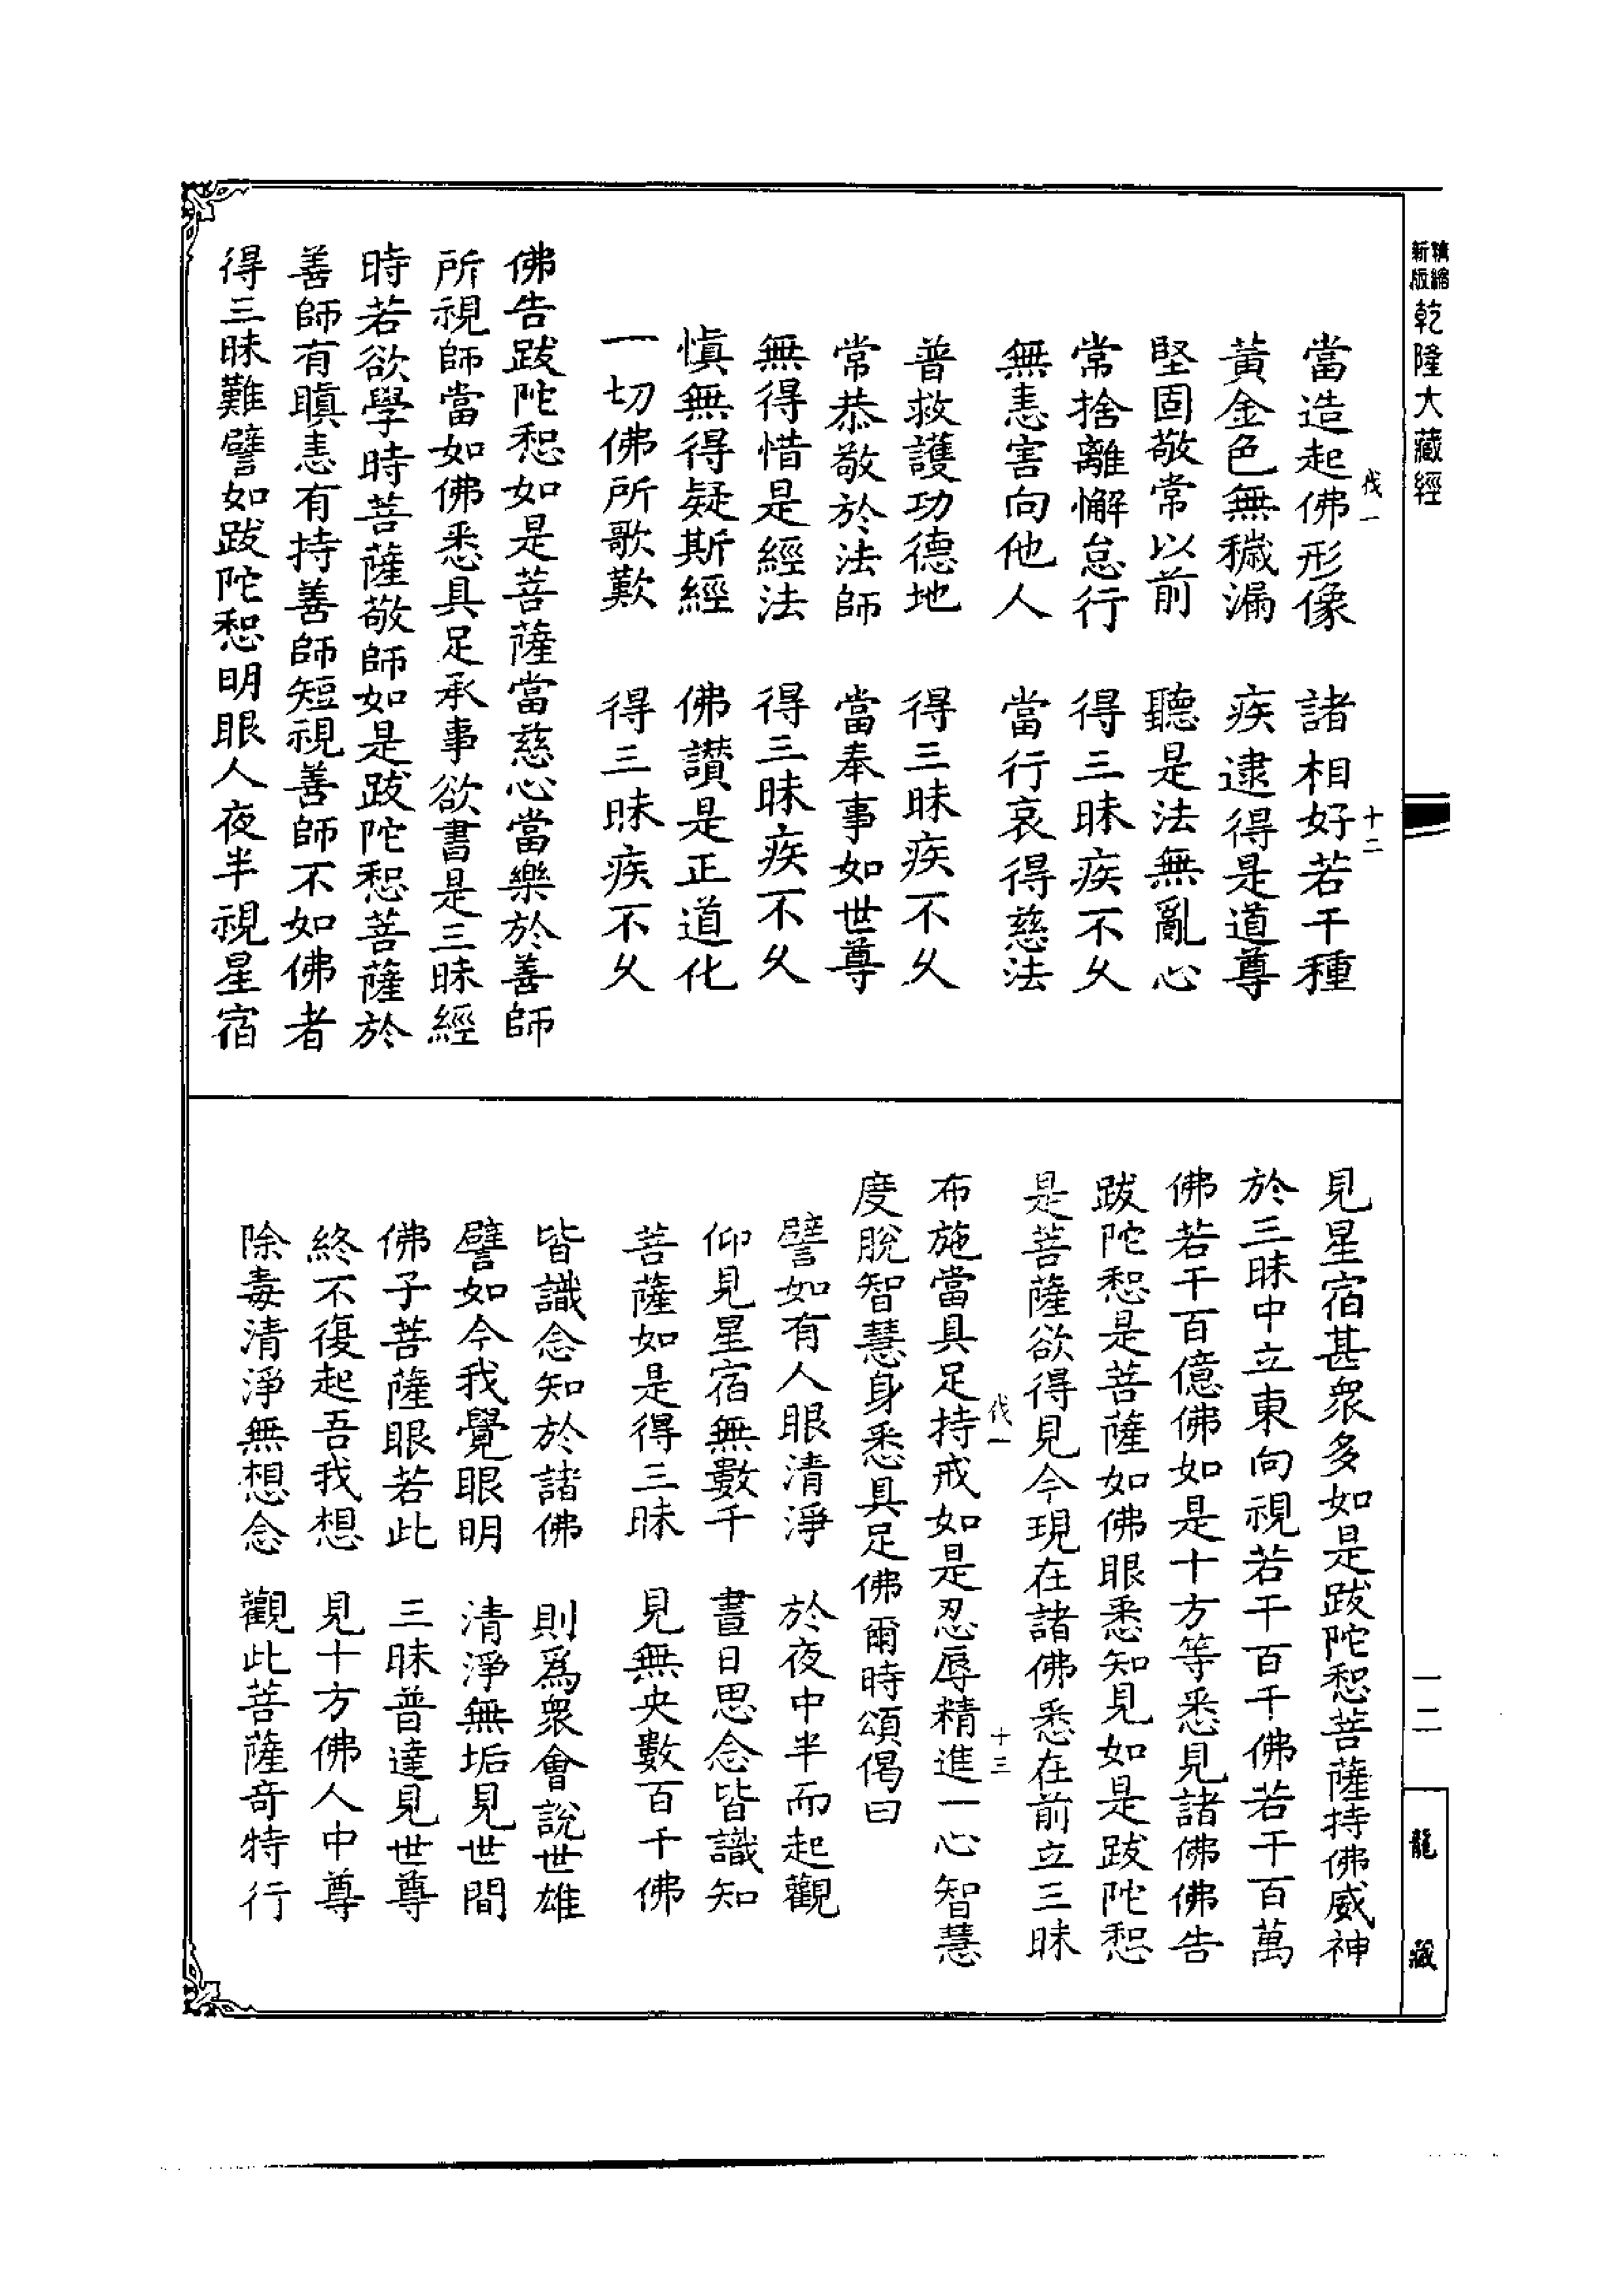 新版精縮乾隆大藏經
一二
龍藏
當造起佛形像　諸相好若干種
伐一　十二
黃金色無穢漏　疾逮得是道尊
堅固敬常以前　聽是法無亂心
常捨離懈怠行　得三昧疾不久
無恚害向他人　當行哀得慈法
普救護功德地　得三昧疾不久
常恭敬於法師　當奉事如世尊
無得惜是經法　得三昧疾不久
慎無得疑斯經　佛讚是正道化
一切佛所歌歎　得三昧疾不久
佛告跋陀惒如是菩薩當慈心當樂於善師
所視師當如佛悉具足承事欲書是三昧經
時若欲學時菩薩敬師如是跋陀惒菩薩於
善師有瞋恚有持善師短視善師不如佛者
得三昧難譬如跋陀惒明眼人夜半視星宿
見星宿甚眾多如是跋陀惒菩薩持佛威神
於三昧中立東向視若干百千佛若干百萬
佛若干百億佛如是十方等悉見諸佛佛告
跋陀惒是菩薩如佛眼悉知見如是跋陀惒
是菩薩欲得見今現在諸佛悉在前立三昧
伐一　十三
布施當具足持戒如是忍辱精進一心智慧
度脫智慧身悉具足佛爾時頌偈曰
譬如有人眼清淨　於夜中半而起觀
仰見星宿無數千　晝日思念皆識知
菩薩如是得三昧　見無央數百千佛
皆識念知於諸佛　則為眾會說世雄
譬如今我覺眼明　清淨無垢見世間
佛子菩薩眼若此　三昧普達見世尊
終不復起吾我想　見十方佛人中尊
除毒清淨無想念　觀此菩薩奇特行